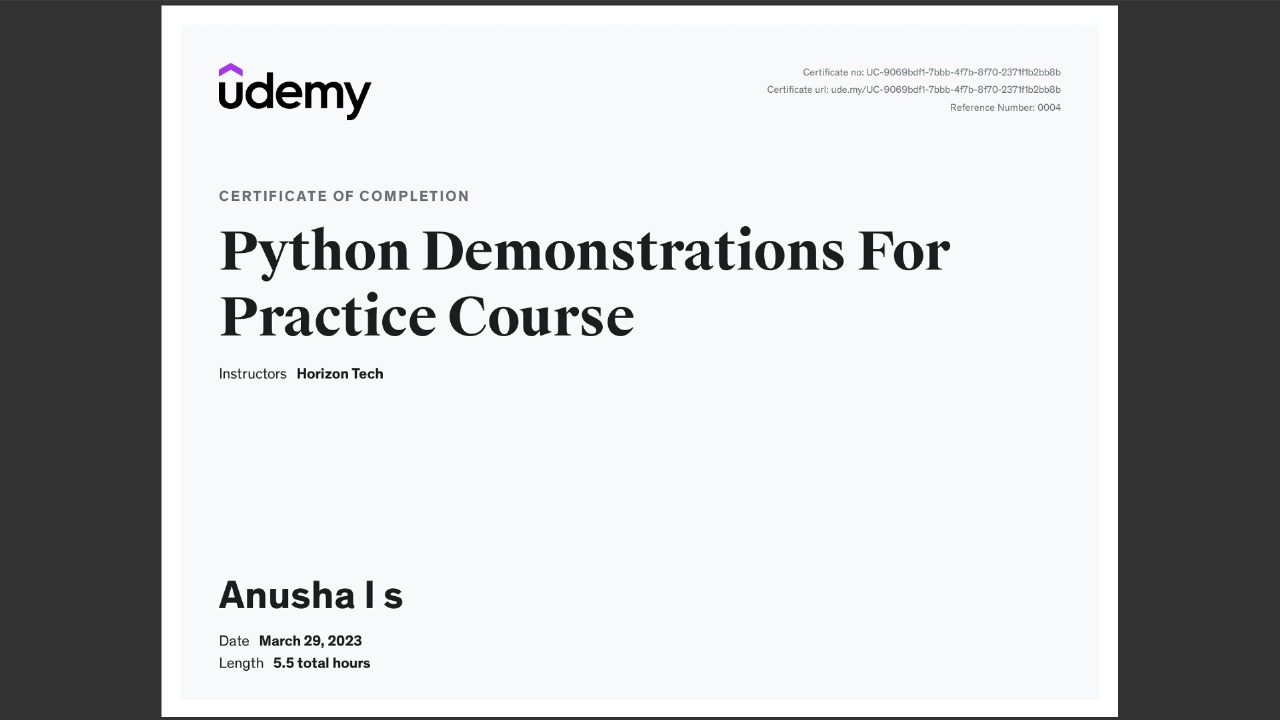 udemy
Certificate no: UC-9069bdf1-7bbb-4f7b-8f70-2371f1b2bb8b
Certificate url: ude.my/UC-9069bdf1-7bbb-4f7b-8f70-2371f1b2bb8b
Reference Number: 0004
CERTIFICATE OF COMPLETION
Python Demonstrations For
Practice Course
Instructors Horizon Tech
Anusha l s
Date March 29, 2023
Length 5.5 total hours